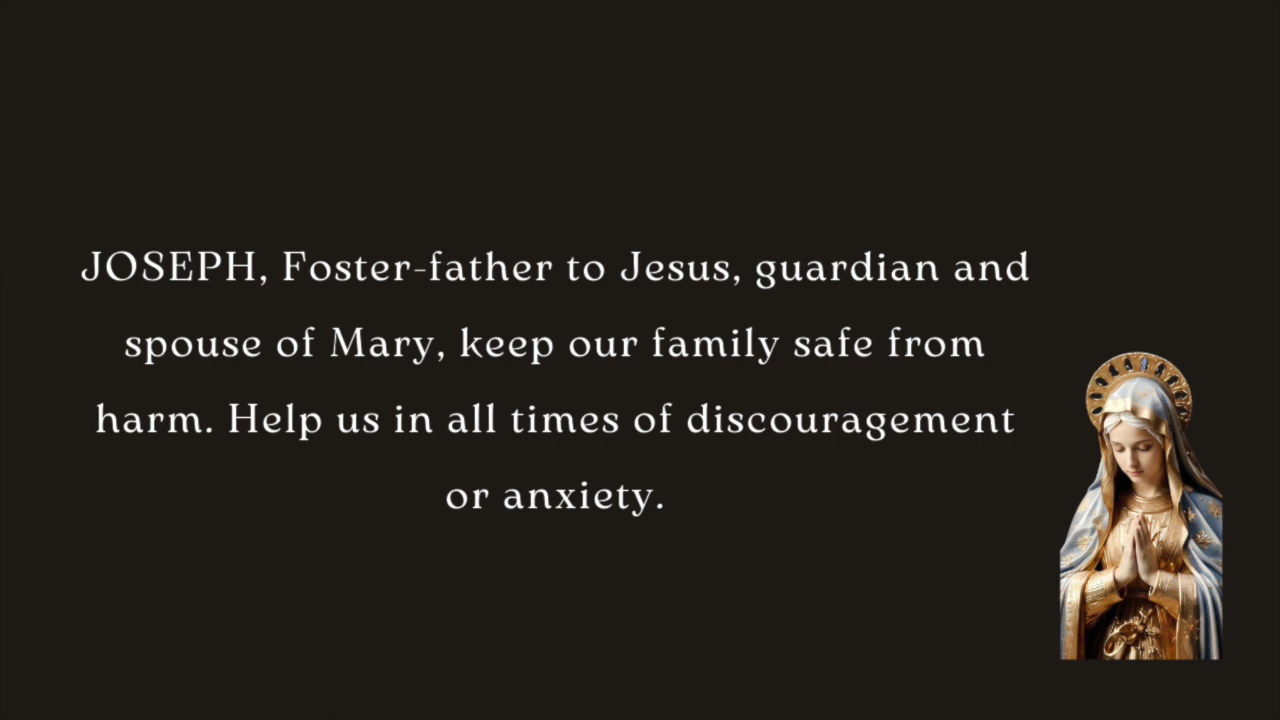 JOSEPH, Foster-father to Jesus, guardian and
spouse of Mary, keep our family safe from
harm. Help us in all times of discouragement
or anxiety.